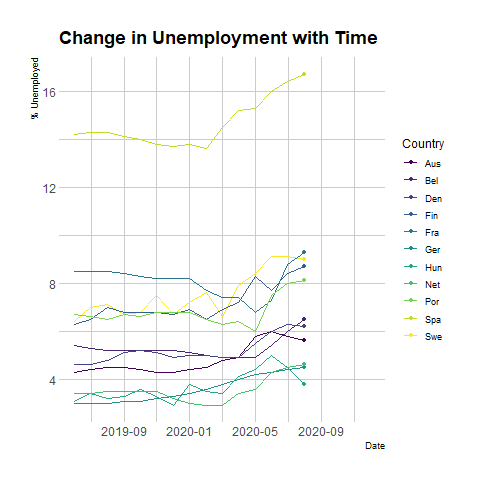 Change in Unemployment with Time
% Unemployed
16
12
8
4
2019-09 2020-01 2020-05 2020-09
Date
Country
Aus
Bel
Den
Fin
Fra
Ger
Hun
Net
Por
Spa
Swe